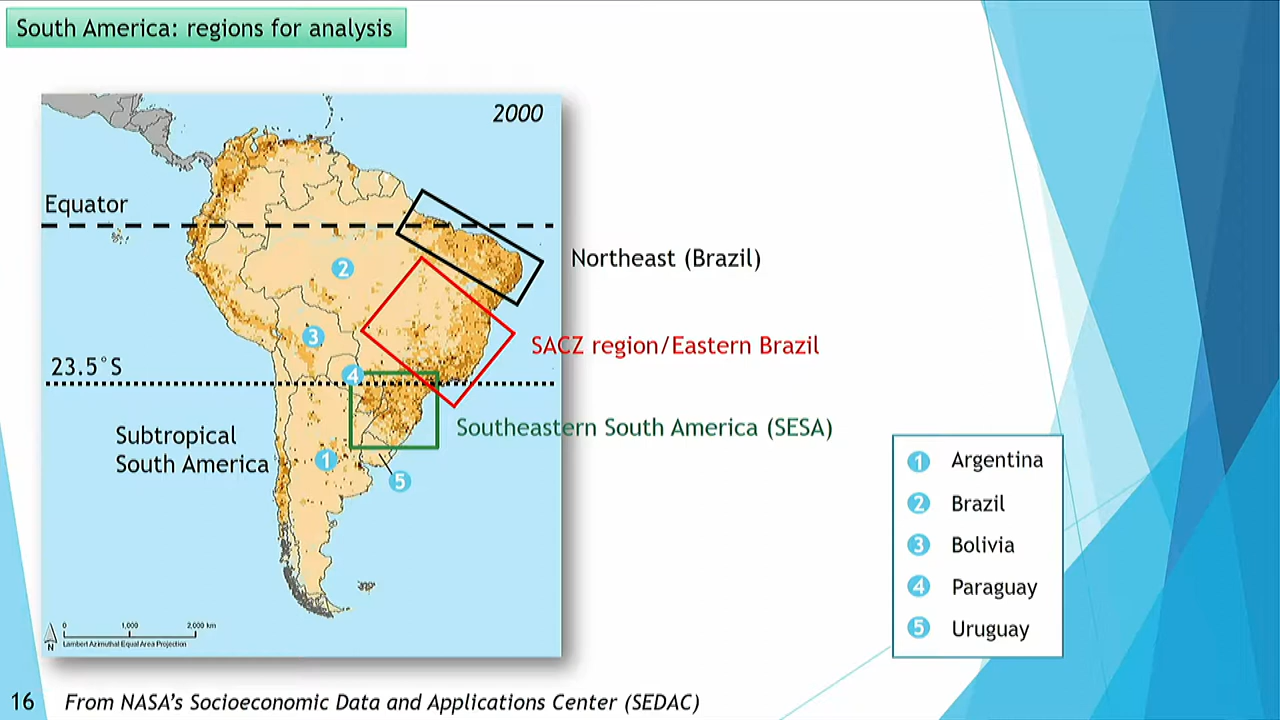 South America: regions for analysis
2000
Equator
2
Northeast (Brazil)
3
SACZ region/Eastern Brazil
23.5°S
4
Southeastern South America (SESA)
Subtropical
South America
1
5
1 Argentina
2 Brazil
3 Bolivia
4 Paraguay
5 Uruguay
0 1,000 2,000 km
Lambert Azimuthal Equal Area Projection
N
16 From NASA's Socioeconomic Data and Applications Center (SEDAC)